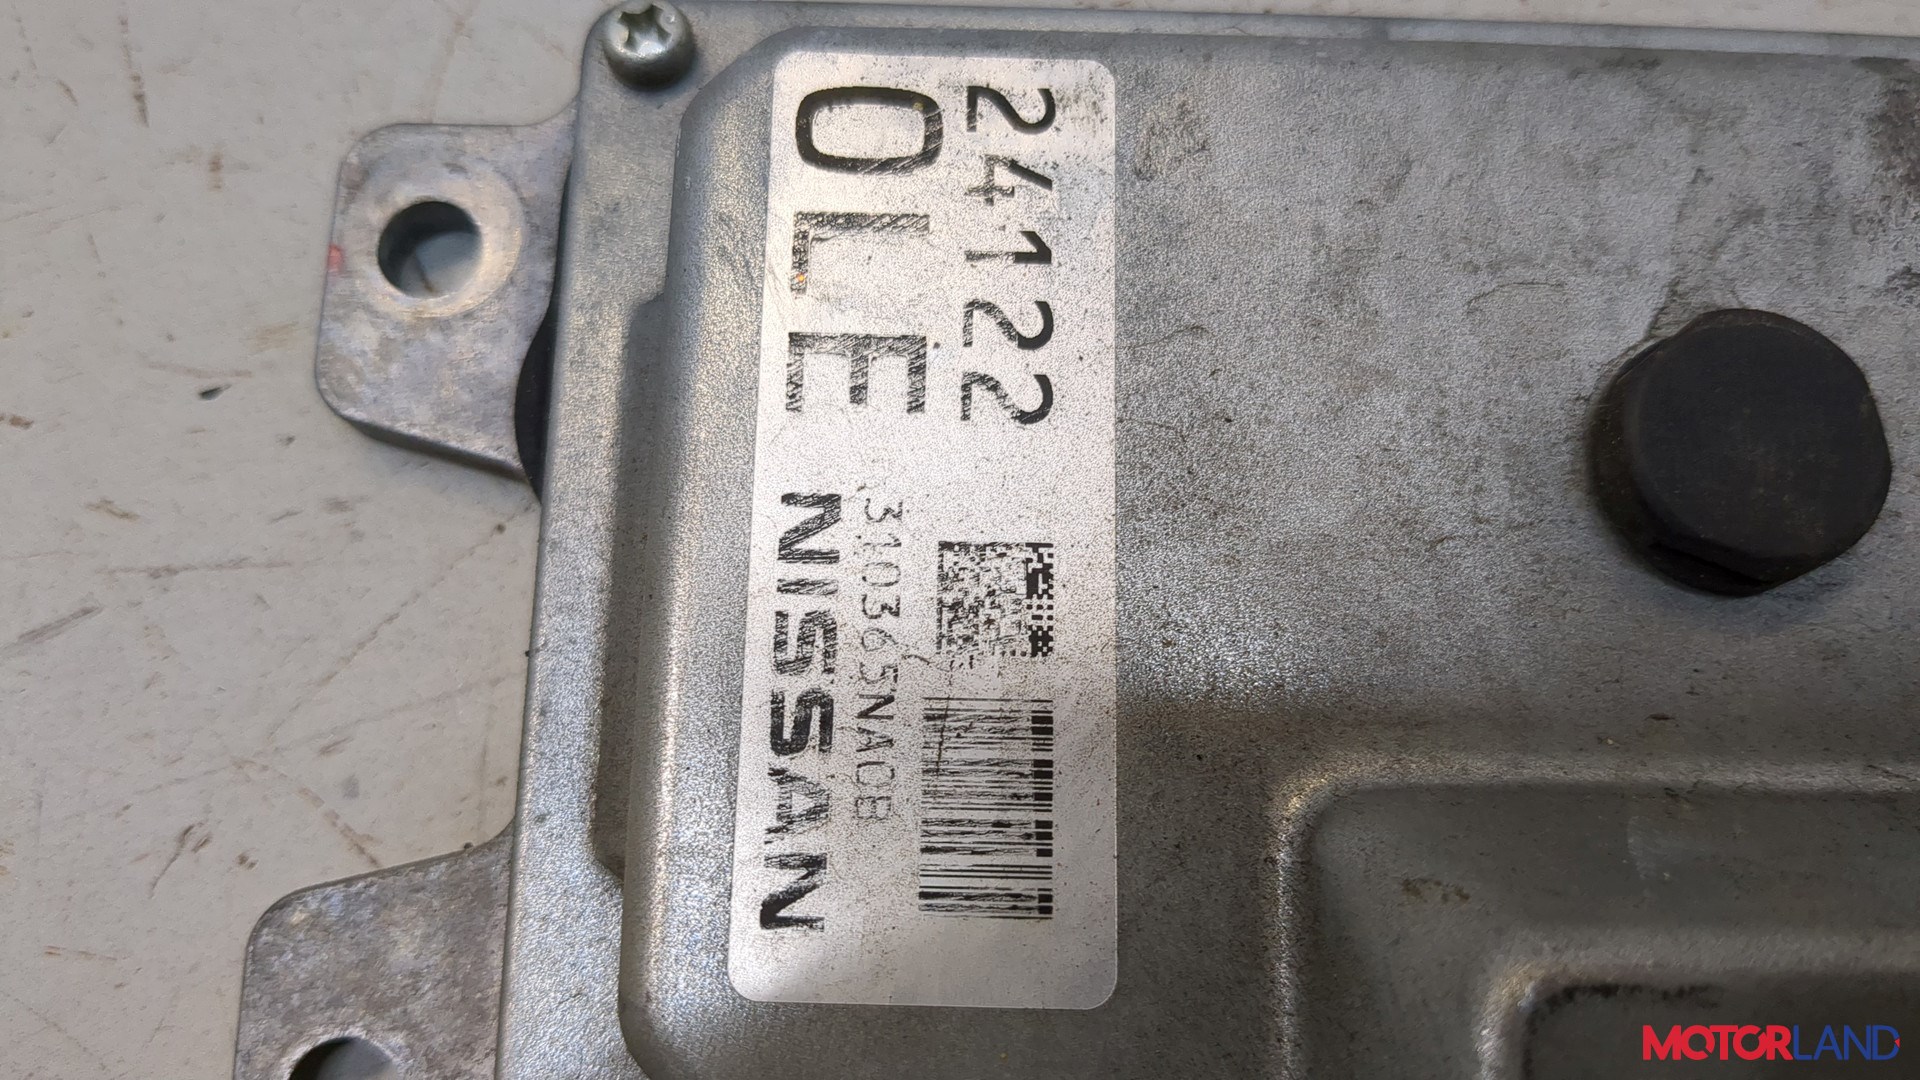 24122
0LE
310365NA0B
NISSAN
MOTORLAND